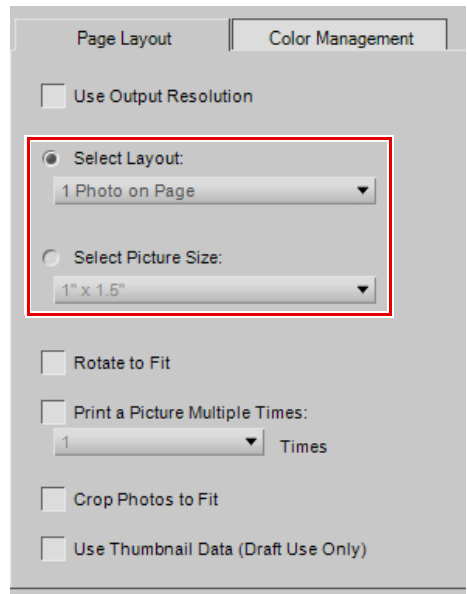 Page Layout
Color Management
Use Output Resolution
Select Layout:
1 Photo on Page
Select Picture Size:
1" x 1.5"
Rotate to Fit
Print a Picture Multiple Times:
1
Times
Crop Photos to Fit
Use Thumbnail Data (Draft Use Only)